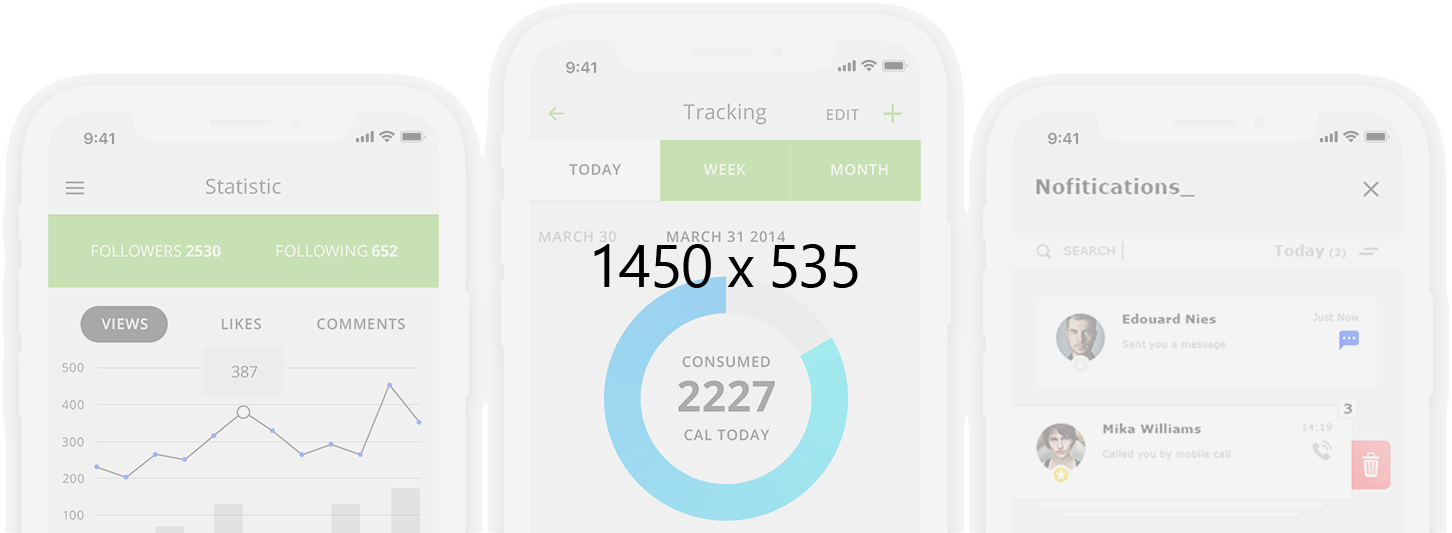 9:41
Statistic
FOLLOWERS 2530 FOLLOWING 652
VIEWS LIKES COMMENTS
387
500
400
300
200
100
9:41
Tracking EDIT
TODAY WEEK MONTH
MARCH 30 MARCH 31 2014
1450 x 535
CONSUMED
2227
CAL TODAY
9:41
Nofitications_
SEARCH Today (2)
Edouard Nies Just Now
Sent you a message
3
Mika Williams 14:19
Called you by mobile call